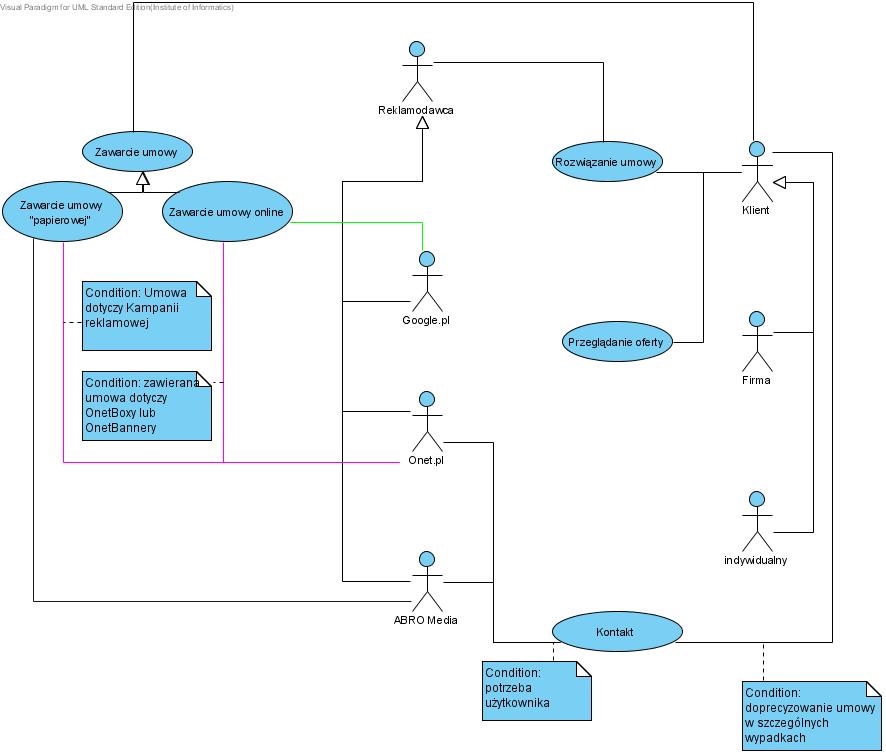 Visual Paradigm for UML Standard Edition(Institute of Informatics)
Reklamodawca
Zawarcie umowy
Rozwiązanie umowy
Zawarcie umowy
"papierowej"
Zawarcie umowy online
Klient
Condition: Umowa
dotyczy Kampanii
reklamowej
Google.pl
Przeglądanie oferty
Firma
Condition: zawierana
umowa dotyczy
OnetBoxy lub
OnetBannery
Onet.pl
indywidualny
ABRO Media
Kontakt
Condition:
potrzeba
użytkownika
Condition:
doprecyzowanie umowy
w szczególnych
wypadkach